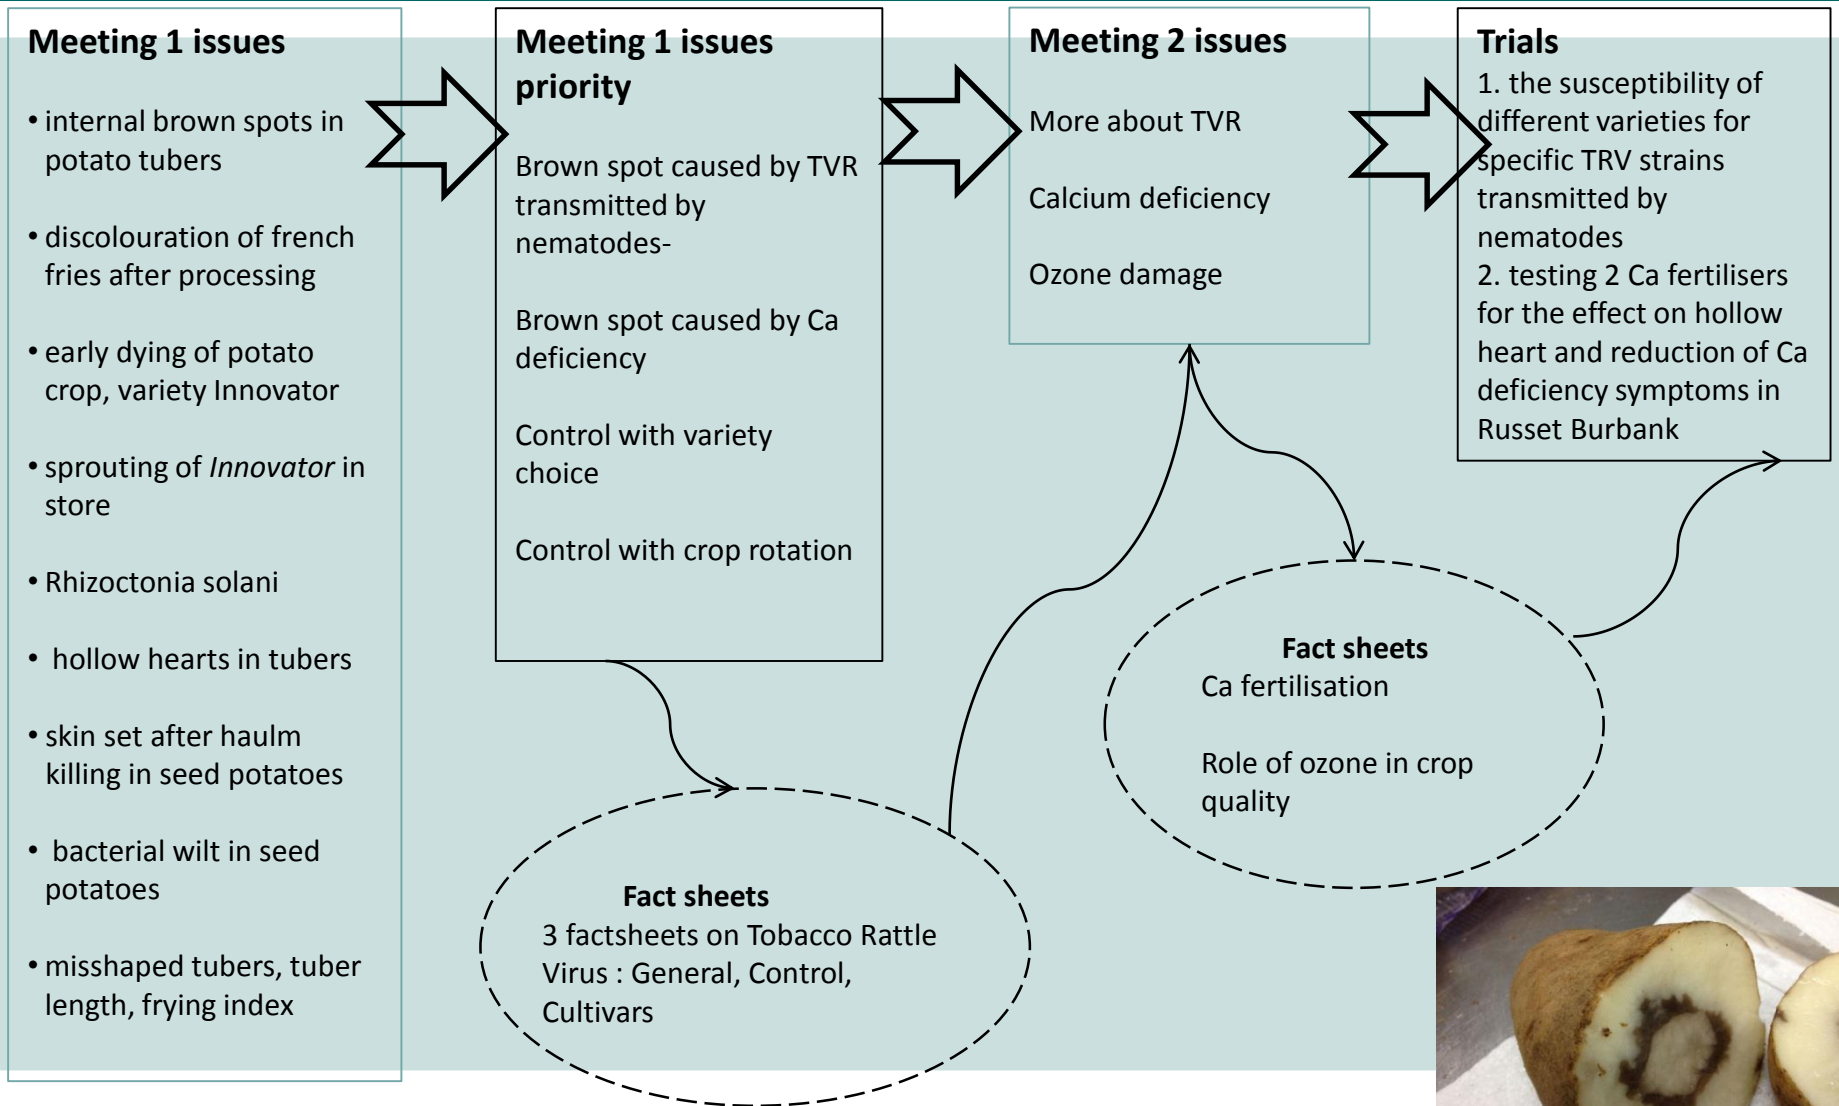 Meeting 1 issues
• internal brown spots in
potato tubers
• discolouration of french
fries after processing
• early dying of potato
crop, variety Innovator
• sprouting of Innovator in
store
• Rhizoctonia solani
• hollow hearts in tubers
• skin set after haulm
killing in seed potatoes
• bacterial wilt in seed
potatoes
• misshaped tubers, tuber
length, frying index
Meeting 1 issues
priority
Brown spot caused by TVR
transmitted by
nematodes-
Brown spot caused by Ca
deficiency
Control with variety
choice
Control with crop rotation
Fact sheets
3 factsheets on Tobacco Rattle
Virus : General, Control,
Cultivars
Meeting 2 issues
More about TVR
Calcium deficiency
Ozone damage
Fact sheets
Ca fertilisation
Role of ozone in crop
quality
Trials
1. the susceptibility of
different varieties for
specific TRV strains
transmitted by
nematodes
2. testing 2 Ca fertilisers
for the effect on hollow
heart and reduction of Ca
deficiency symptoms in
Russet Burbank